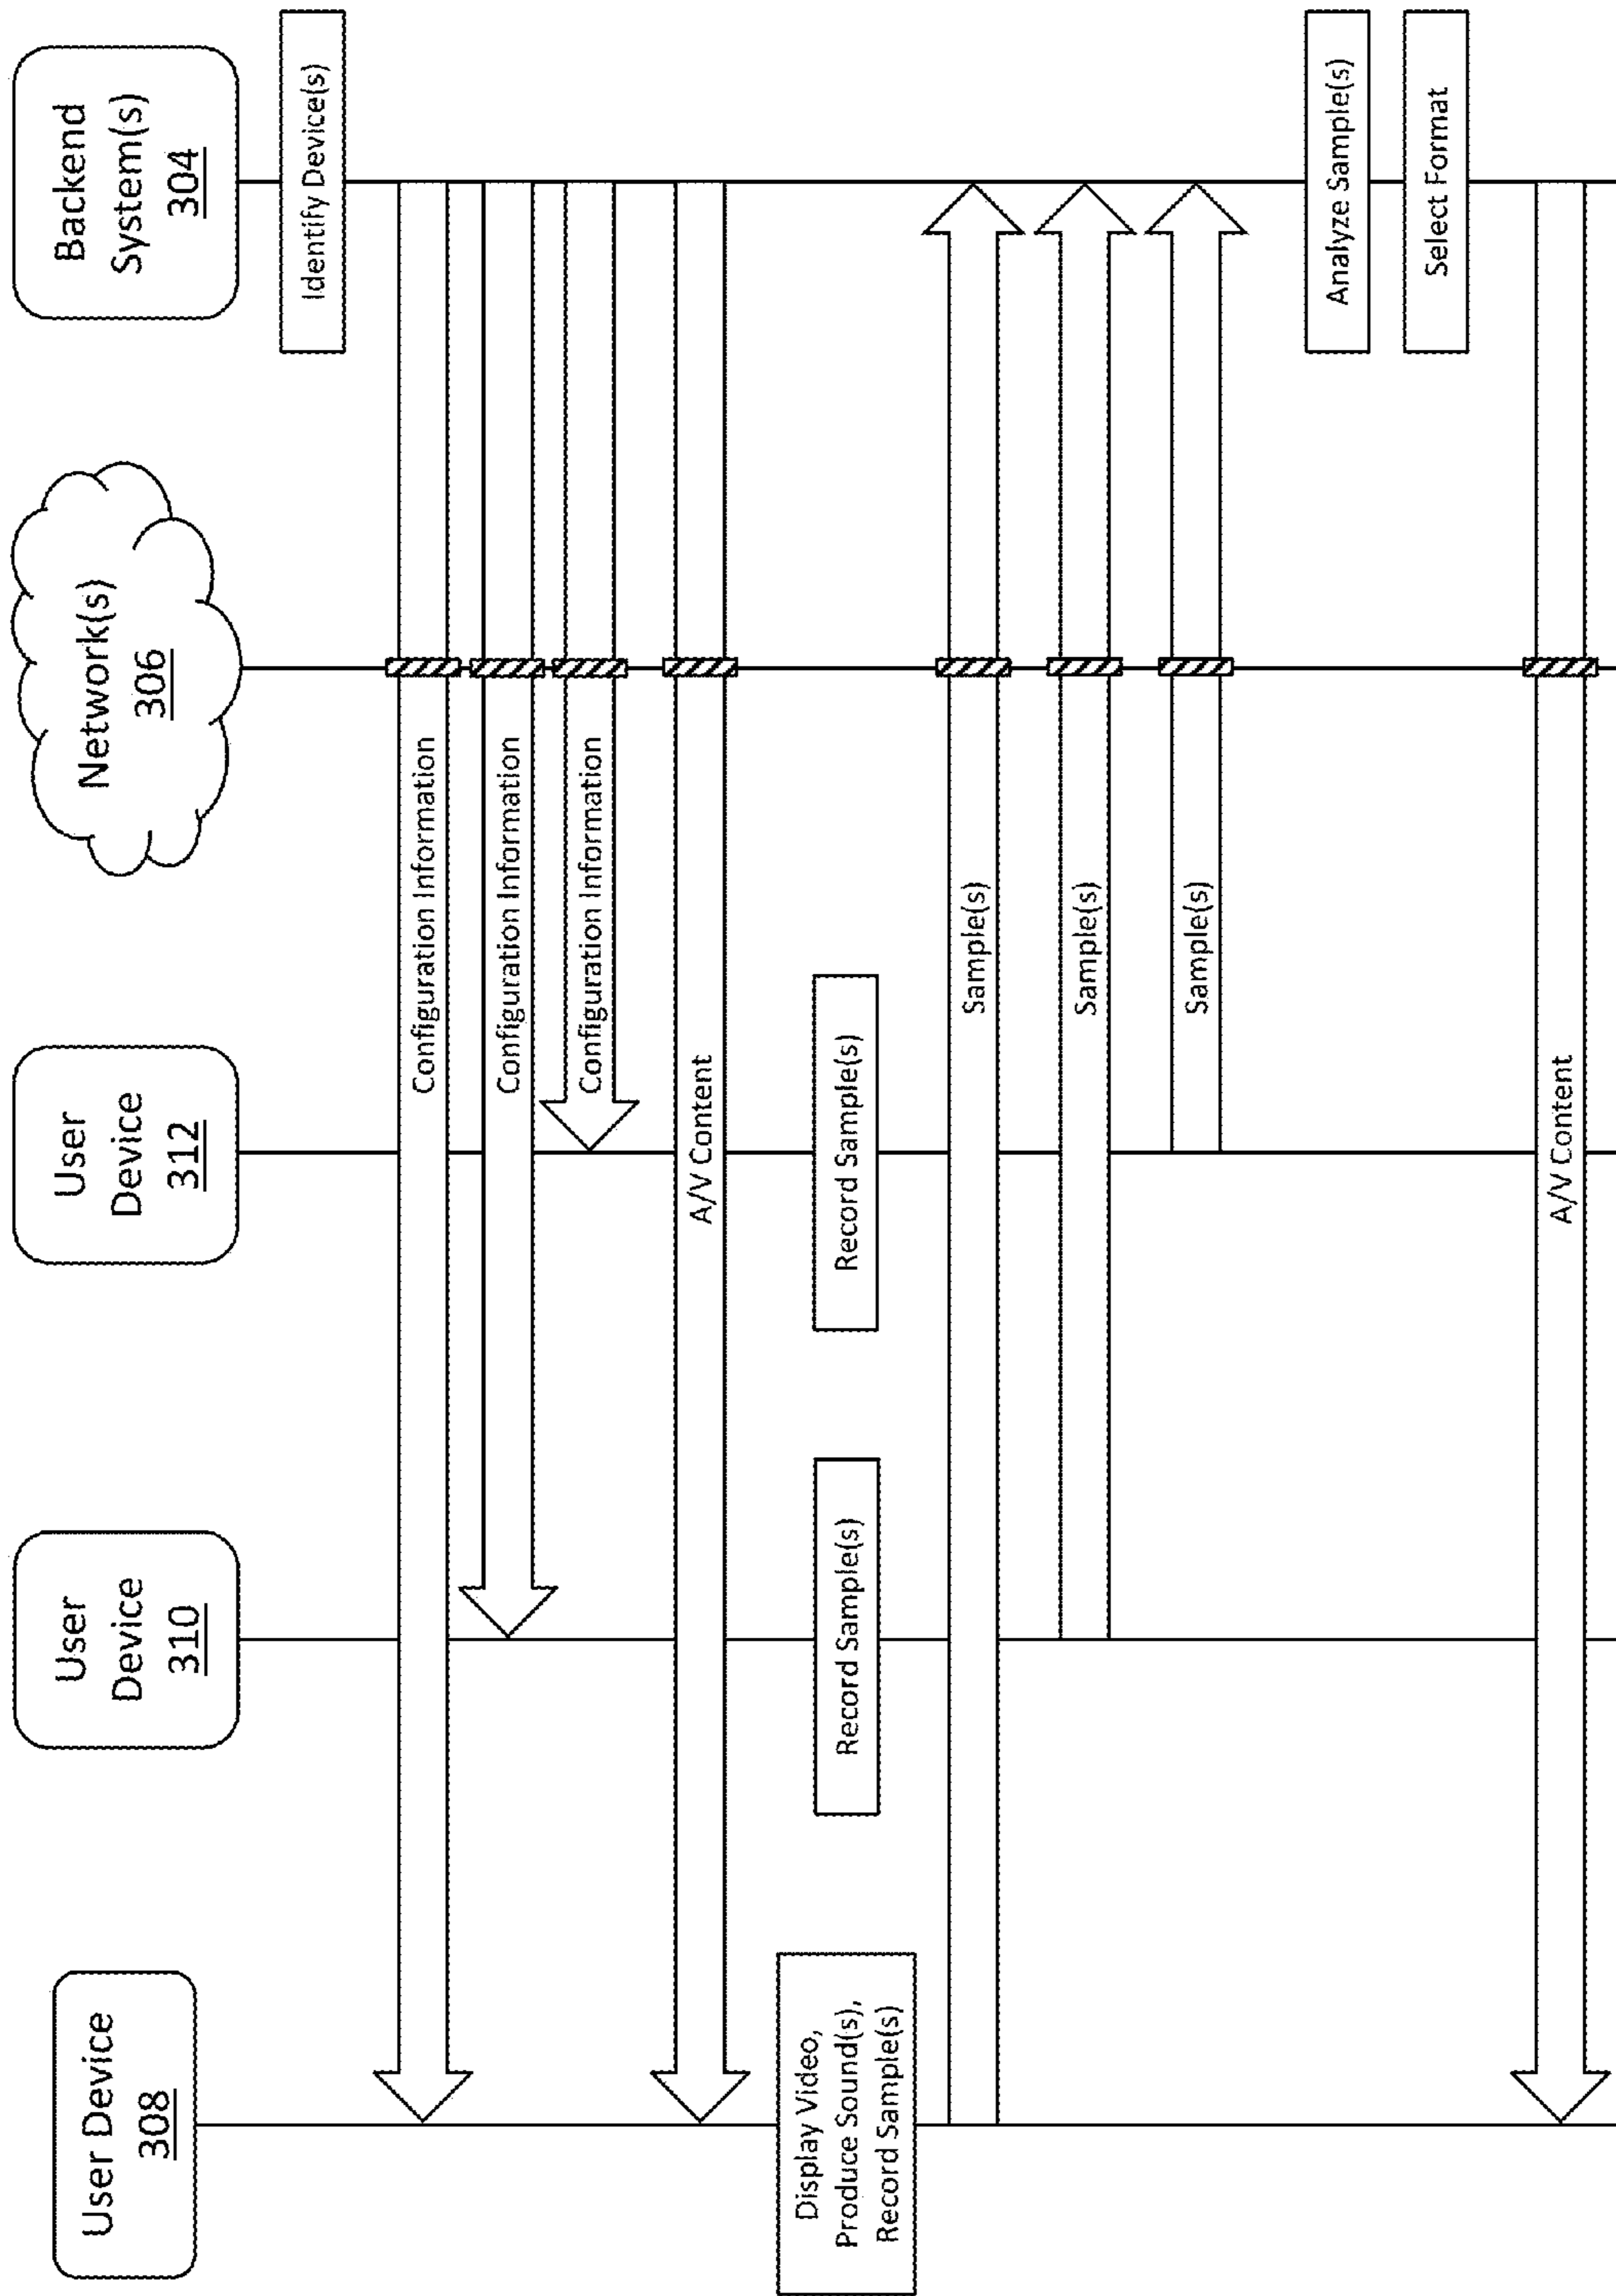 User Device
308
User
Device
310
User
Device
312
Network(s)
306
Backend
System(s)
304
Identify Device(s)
Configuration Information
Configuration Information
Configuration Information
A/V Content
Display Video,
Produce Sound(s),
Record Sample(s)
Record Sample(s)
Record Sample(s)
Sample(s)
Sample(s)
Sample(s)
Analyze Sample(s)
Select Format
A/V Content